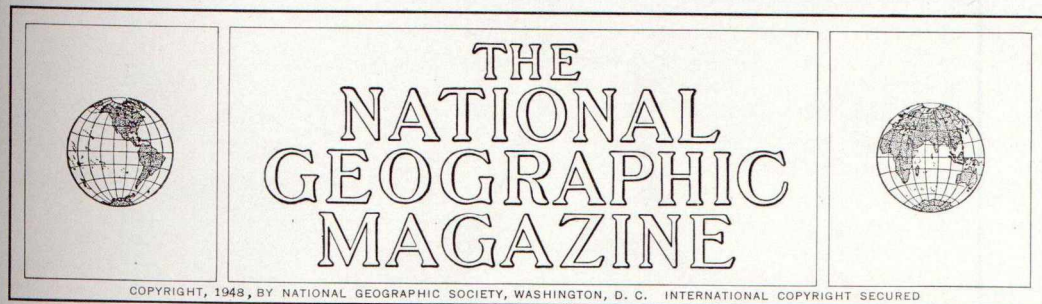 THE
NATIONAL
GEOGRAPHIC
MAGAZINE
COPYRIGHT, 1948, BY NATIONAL GEOGRAPHIC SOCIETY, WASHINGTON, D. C. INTERNATIONAL COPYRIGHT SECURED